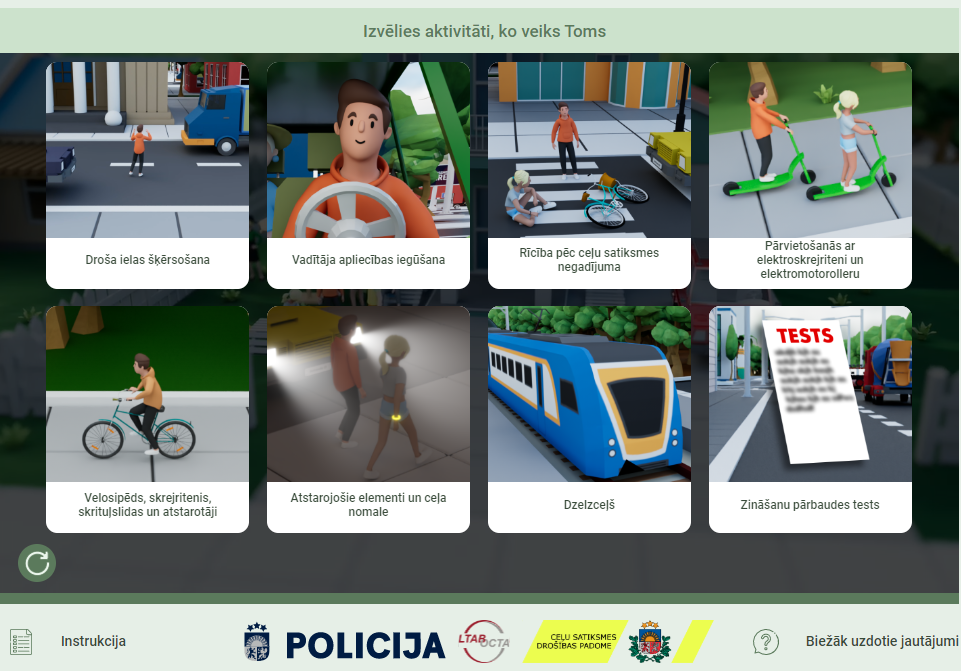 Izvēlies aktivitāti, ko veiks Toms
Droša ielas šķērsošana
Vadītāja apliecības iegūšana
Rīcība pēc ceļu satiksmes
negadījuma
Pārvietošanās ar
elektroskrejriteni un
elektromotorolleru
TESTS
Velosipēds, skrejritenis,
skrituļslidas un atstarotāji
Atstarojošie elementi un ceļa
nomale
Dzelzceļš
Zināšanu pārbaudes tests
Instrukcija
POLICIJA
LTAB
OCTA
CEĻU SATIKSMES
DROŠĪBAS PADOME
Biežāk uzdotie jautājumi